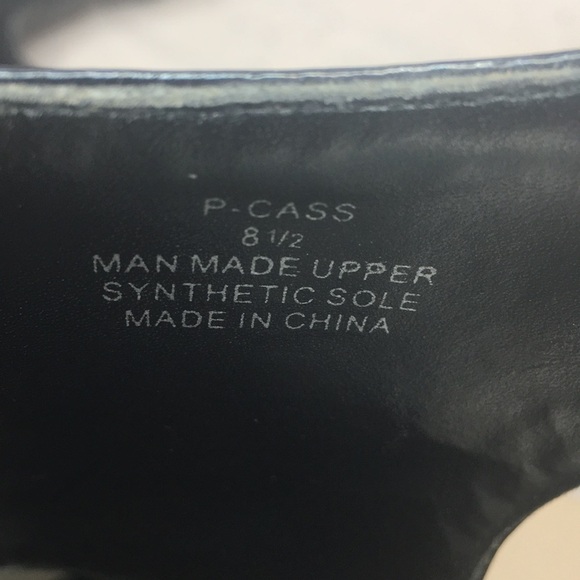 P-CASS
8 1/2
MAN MADE UPPER
SYNTHETIC SOLE
MADE IN CHINA